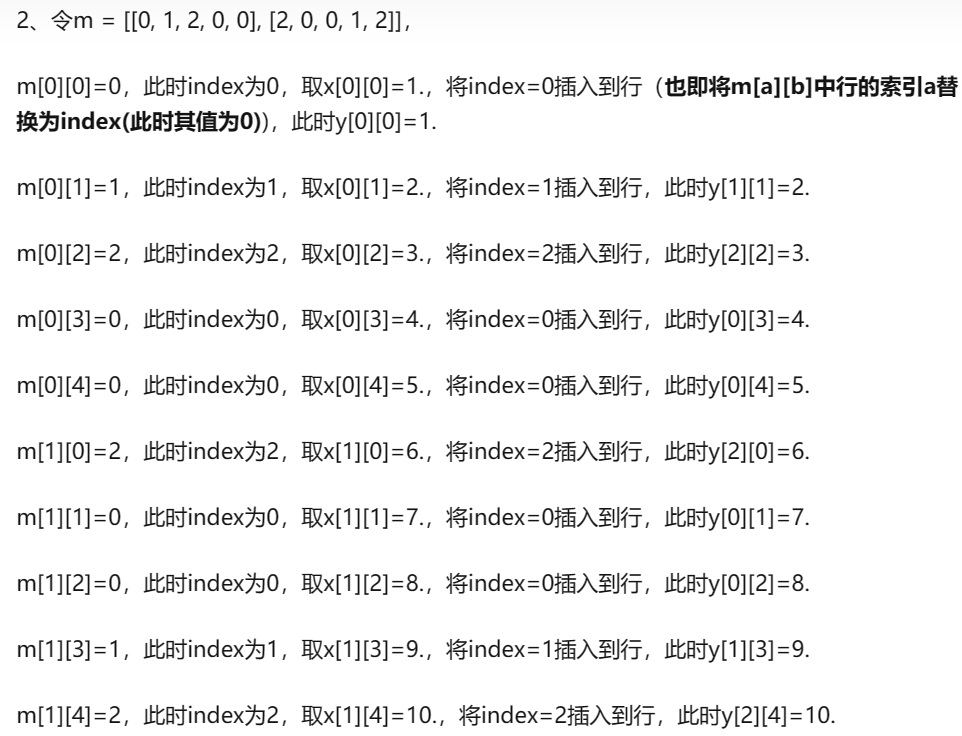 2、令m = [[0, 1, 2, 0, 0], [2, 0, 0, 1, 2]]，
m[0][0]=0，此时index为0，取x[0][0]=1.，将index=0插入到行（也即将m[a][b]中行的索引a替
换为index(此时其值为0)），此时y[0][0]=1.
m[0][1]=1，此时index为1，取x[0][1]=2.，将index=1插入到行，此时y[1][1]=2.
m[0][2]=2，此时index为2，取x[0][2]=3.，将index=2插入到行，此时y[2][2]=3.
m[0][3]=0，此时index为0，取x[0][3]=4.，将index=0插入到行，此时y[0][3]=4.
m[0][4]=0，此时index为0，取x[0][4]=5.，将index=0插入到行，此时y[0][4]=5.
m[1][0]=2，此时index为2，取x[1][0]=6.，将index=2插入到行，此时y[2][0]=6.
m[1][1]=0，此时index为0，取x[1][1]=7.，将index=0插入到行，此时y[0][1]=7.
m[1][2]=0，此时index为0，取x[1][2]=8.，将index=0插入到行，此时y[0][2]=8.
m[1][3]=1，此时index为1，取x[1][3]=9.，将index=1插入到行，此时y[1][3]=9.
m[1][4]=2，此时index为2，取x[1][4]=10.，将index=2插入到行，此时y[2][4]=10.